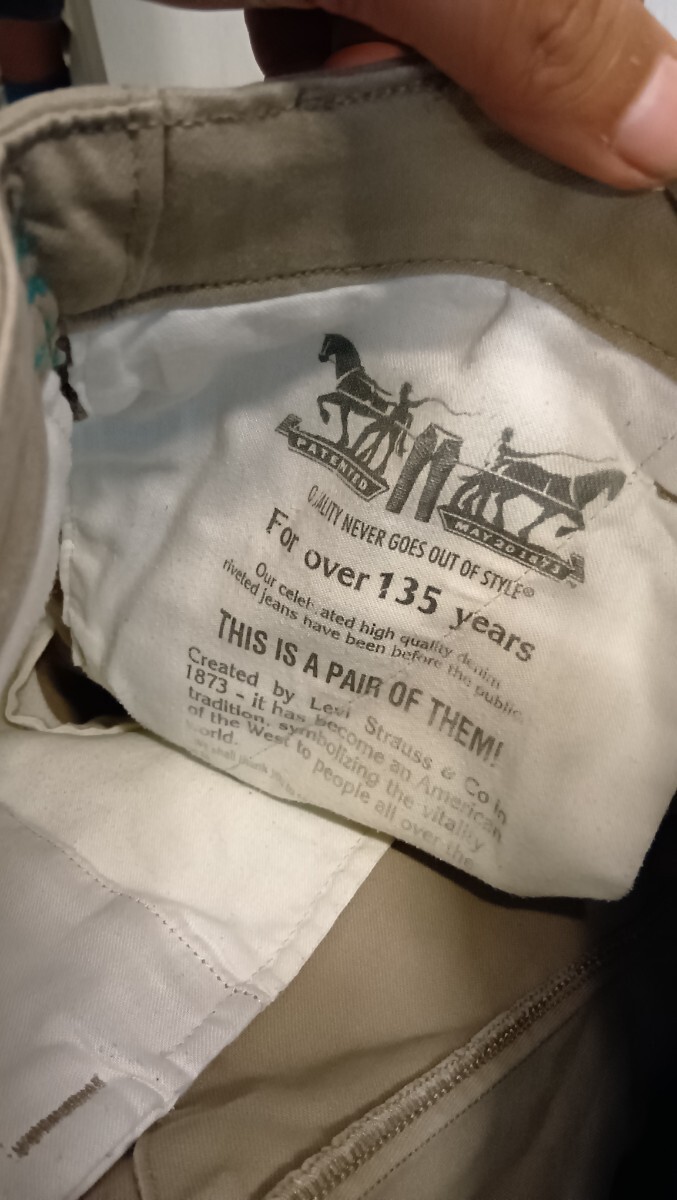 PATENTED
MAY 20 1873
QUALITY NEVER GOES OUT OF STYLE®
For over 135 years
Our celebrated high quality denim
riveted jeans have been before the public
THIS IS A PAIR OF THEM!
Created by Levi Strauss & Co in
1873 - it has become an American
tradition, symbolizing the vitality
of the West to people all over the
world.